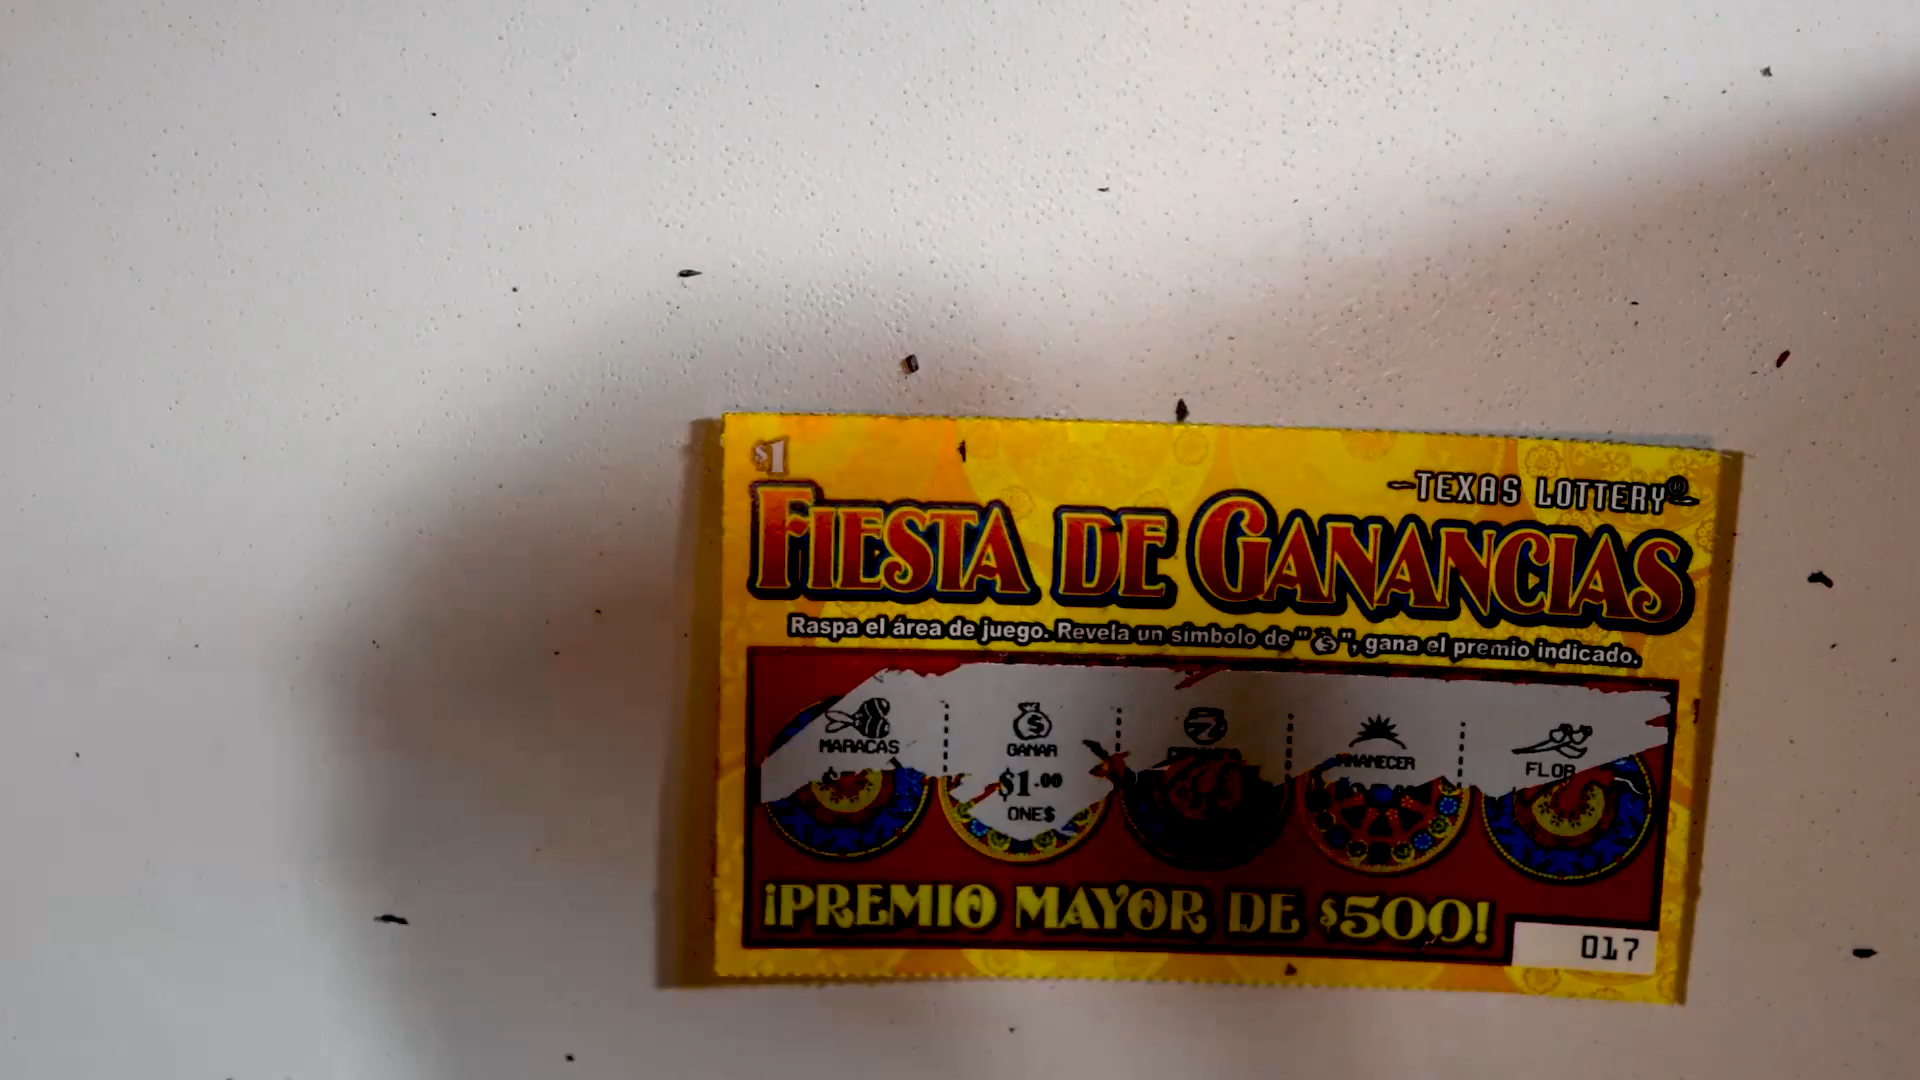 $1
TEXAS LOTTERY®
FIESTA DE GANANCIAS
Raspa el área de juego. Revela un símbolo de " ", gana el premio indicado.
MARACAS
GANAR
$1.00
ONE$
AMANECER
FLOR
¡PREMIO MAYOR DE $500!
017